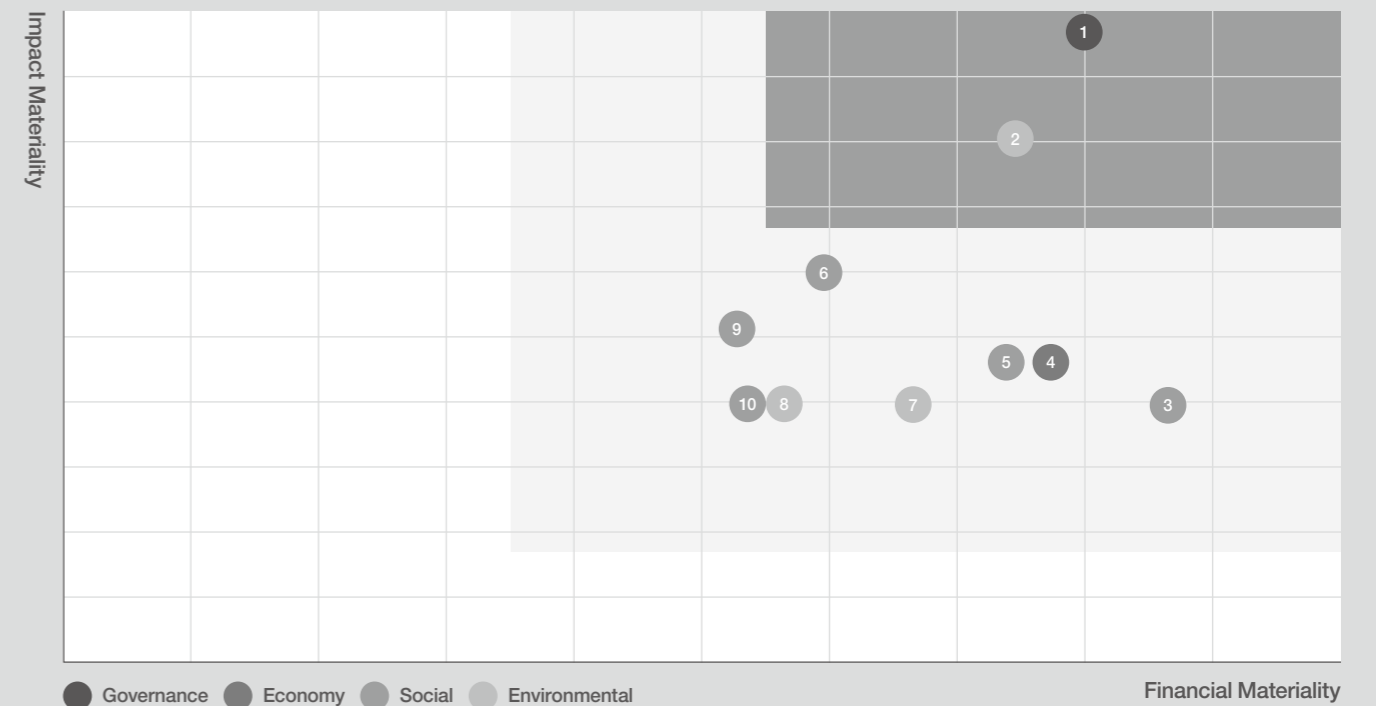 Impact Materiality
1
2
6
9
5 4
10 8 7 3
Governance Economy Social Environmental
Financial Materiality